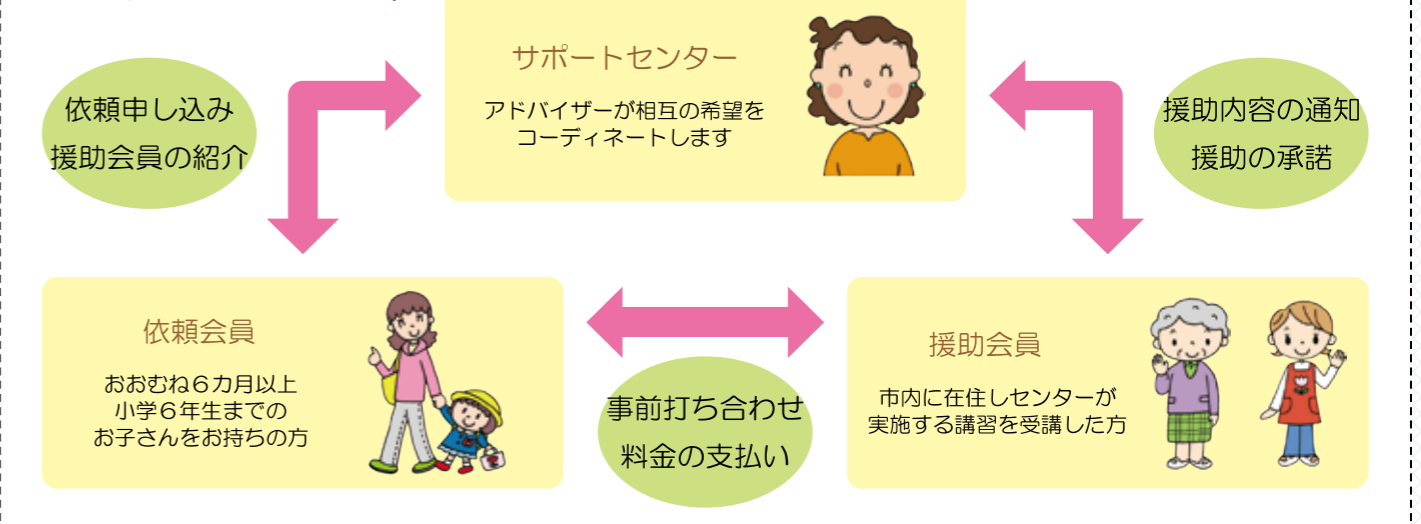 サポートセンター
アドバイザーが相互の希望を
コーディネートします
依頼申し込み
援助会員の紹介
援助内容の通知
援助の承諾
依頼会員
おおむね6カ月以上
小学6年生までの
お子さんをお持ちの方
事前打ち合わせ
料金の支払い
援助会員
市内に在住しセンターが
実施する講習を受講した方